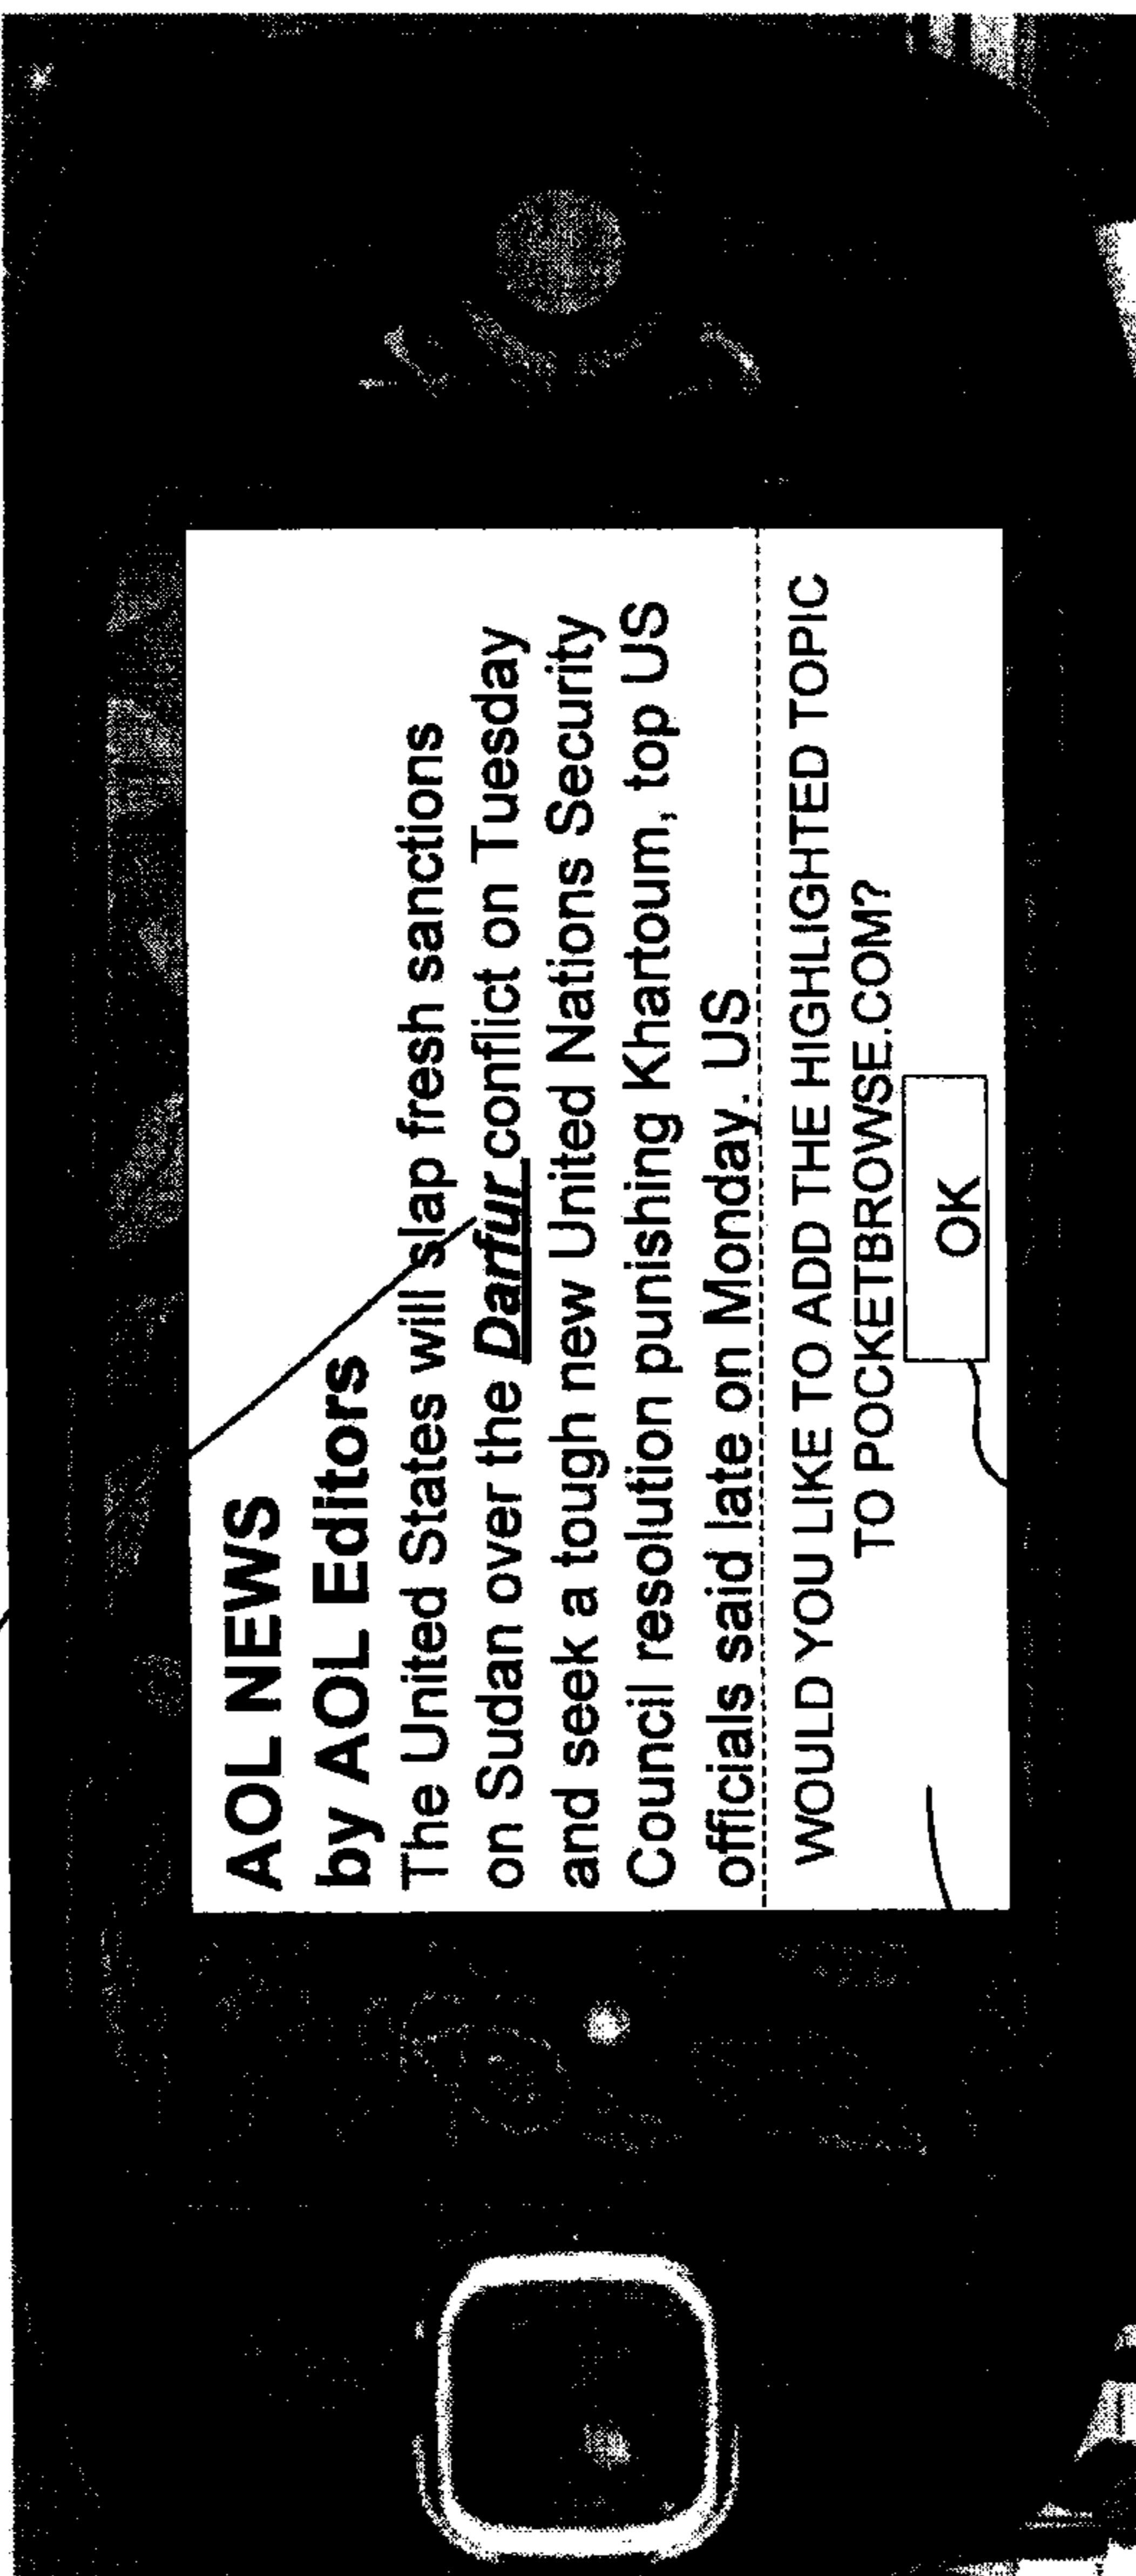 AOL NEWS
by AOL Editors
The United States will slap fresh sanctions
on Sudan over the Darfur conflict on Tuesday
and seek a tough new United Nations Security
Council resolution punishing Khartoum, top US
officials said late on Monday. US
WOULD YOU LIKE TO ADD THE HIGHLIGHTED TOPIC
TO POCKETBROWSE.COM?
OK